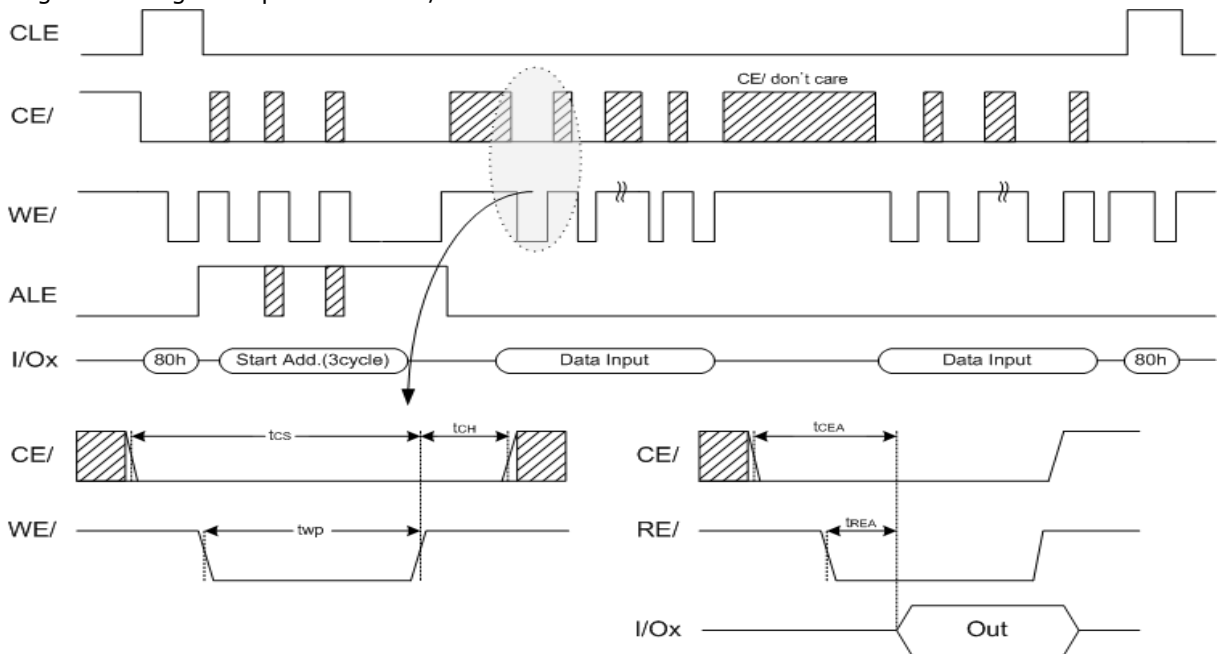 CLE
CE/ don't care
CE/
WE/
ALE
I/Ox 80h Start Add.(3cycle) Data Input Data Input 80h
tCS tCH tCEA
CE/ CE/
WE/ twp RE/ tREA
I/Ox Out